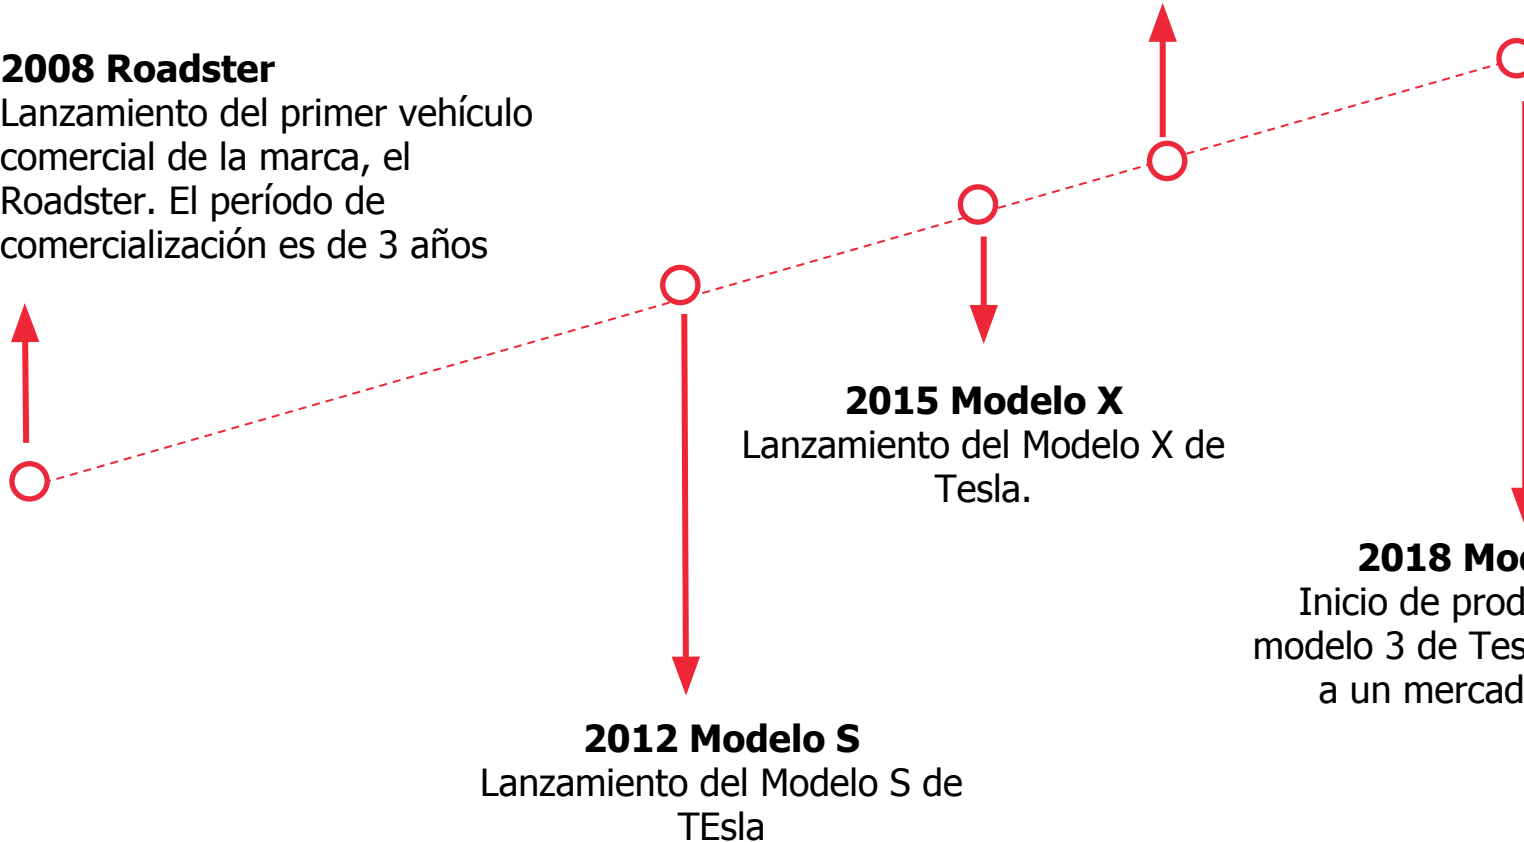 2008 Roadster
Lanzamiento del primer vehículo
comercial de la marca, el
Roadster. El período de
comercialización es de 3 años
2015 Modelo X
Lanzamiento del Modelo X de
Tesla.
2018
Inicio de
modelo 3 de
a un
2012 Modelo S
Lanzamiento del Modelo S de
TEsla